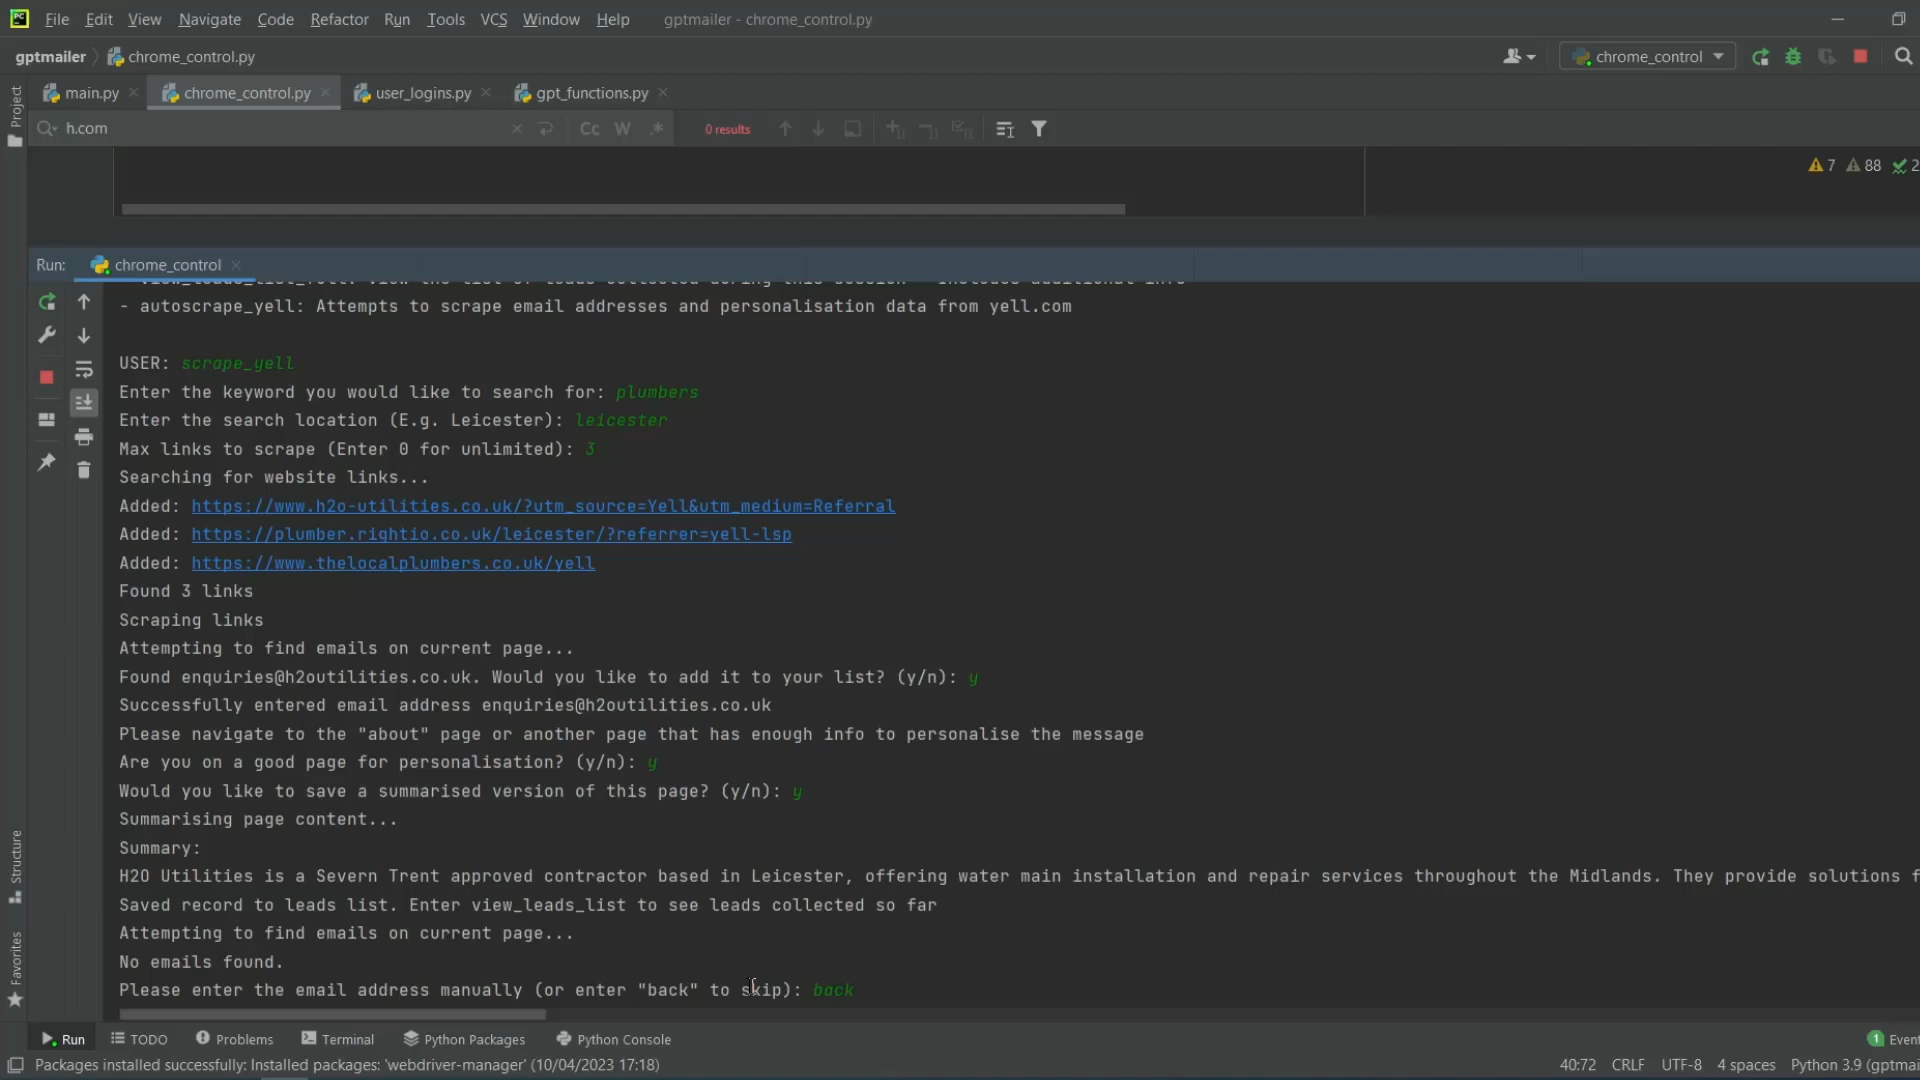 File Edit View Navigate Code Refactor Run Tools VCS Window Help gptmailer - chrome_control.py
gptmailer chrome_control.py chrome_control
main.py chrome_control.py user_logins.py gpt_functions.py
h.com Cc W .* 0 results
7 88 2
Project
Run: chrome_control
- autoscrape_yell: Attempts to scrape email addresses and personalisation data from yell.com
USER: scrape_yell
Enter the keyword you would like to search for: plumbers
Enter the search location (E.g. Leicester): leicester
Max links to scrape (Enter 0 for unlimited): 3
Searching for website links...
Added: https://www.h2o-utilities.co.uk/?utm_source=Yell&utm_medium=Referral
Added: https://plumber.rightio.co.uk/leicester/?referrer=yell-lsp
Added: https://www.thelocalplumbers.co.uk/yell
Found 3 links
Scraping links
Attempting to find emails on current page...
Found enquiries@h2outilities.co.uk. Would you like to add it to your list? (y/n): y
Successfully entered email address enquiries@h2outilities.co.uk
Please navigate to the "about" page or another page that has enough info to personalise the message
Are you on a good page for personalisation? (y/n): y
Would you like to save a summarised version of this page? (y/n): y
Summarising page content...
Summary:
H2O Utilities is a Severn Trent approved contractor based in Leicester, offering water main installation and repair services throughout the Midlands. They provide solutions f
Saved record to leads list. Enter view_leads_list to see leads collected so far
Attempting to find emails on current page...
No emails found.
Please enter the email address manually (or enter "back" to skip): back
Structure
Favorites
Run TODO Problems Terminal Python Packages Python Console 1 Event
Packages installed successfully: Installed packages: 'webdriver-manager' (10/04/2023 17:18) 40:72 CRLF UTF-8 4 spaces Python 3.9 (gptmai